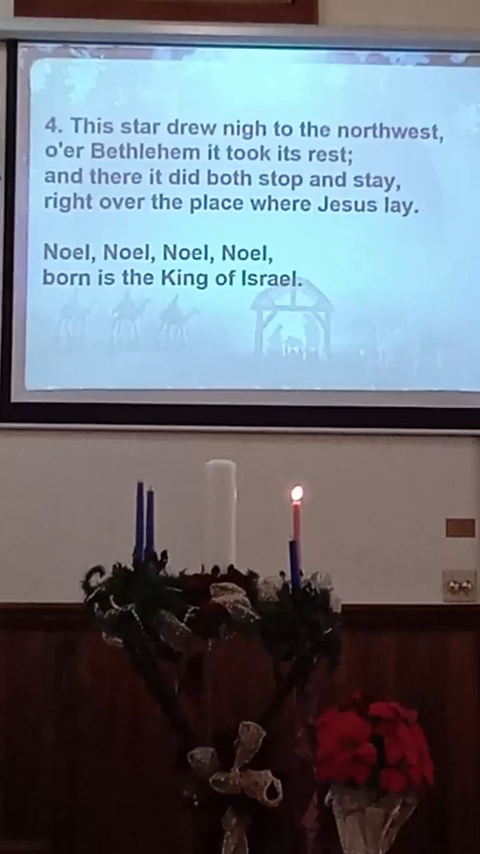 4. This star drew nigh to the northwest,
o'er Bethlehem it took its rest;
and there it did both stop and stay,
right over the place where Jesus lay.
Noel, Noel, Noel, Noel,
born is the King of Israel.